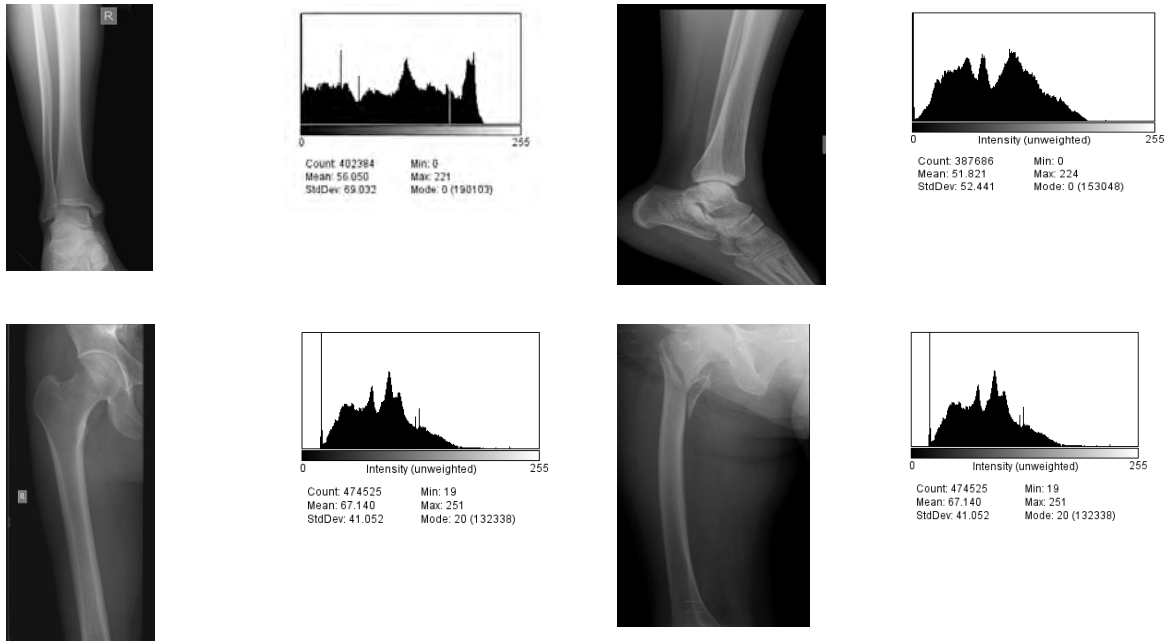 R
0
255
Count: 402384 Min: 0
Mean: 56.050 Max: 221
StdDev: 69.032 Mode: 0 (190103)
0 Intensity (unweighted) 255
Count: 387686 Min: 0
Mean: 51.821 Max: 224
StdDev: 52.441 Mode: 0 (153048)
R
0 Intensity (unweighted) 255
Count: 474525 Min: 19
Mean: 67.140 Max: 251
StdDev: 41.052 Mode: 20 (132338)
0 Intensity (unweighted) 255
Count: 474525 Min: 19
Mean: 67.140 Max: 251
StdDev: 41.052 Mode: 20 (132338)